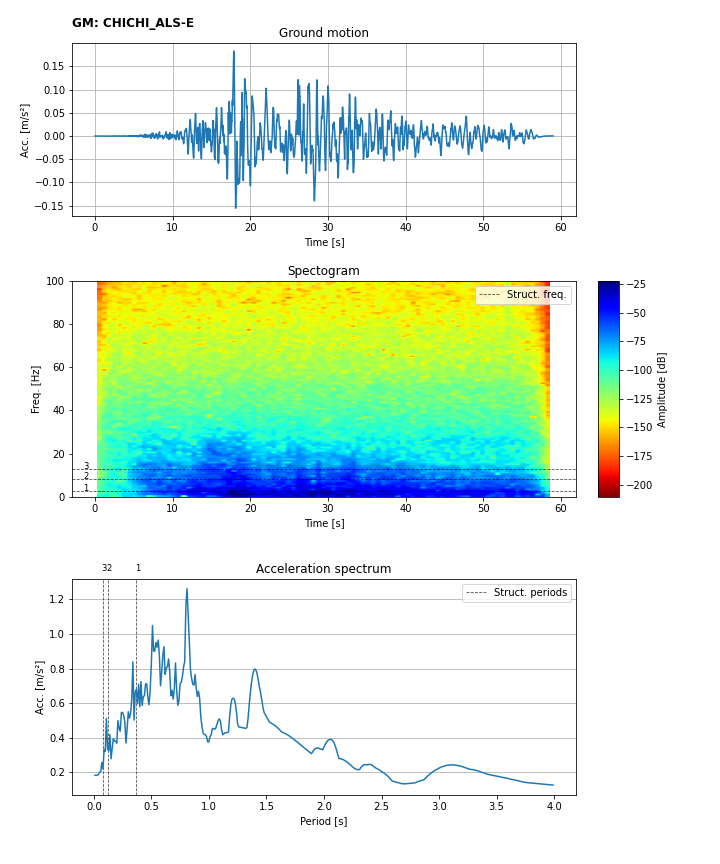 GM: CHICHI_ALS-E
Ground motion
Acc. [m/s²]
0.15
0.10
0.05
0.00
−0.05
−0.10
−0.15
0 10 20 30 40 50 60
Time [s]
Spectogram
Freq. [Hz]
100
80
60
40
20
0
3
2
1
Struct. freq.
0 10 20 30 40 50 60
Time [s]
−25
−50
−75
−100
−125
−150
−175
−200
Amplitude [dB]
32 1
Acceleration spectrum
Acc. [m/s²]
1.2
1.0
0.8
0.6
0.4
0.2
Struct. periods
0.0 0.5 1.0 1.5 2.0 2.5 3.0 3.5 4.0
Period [s]